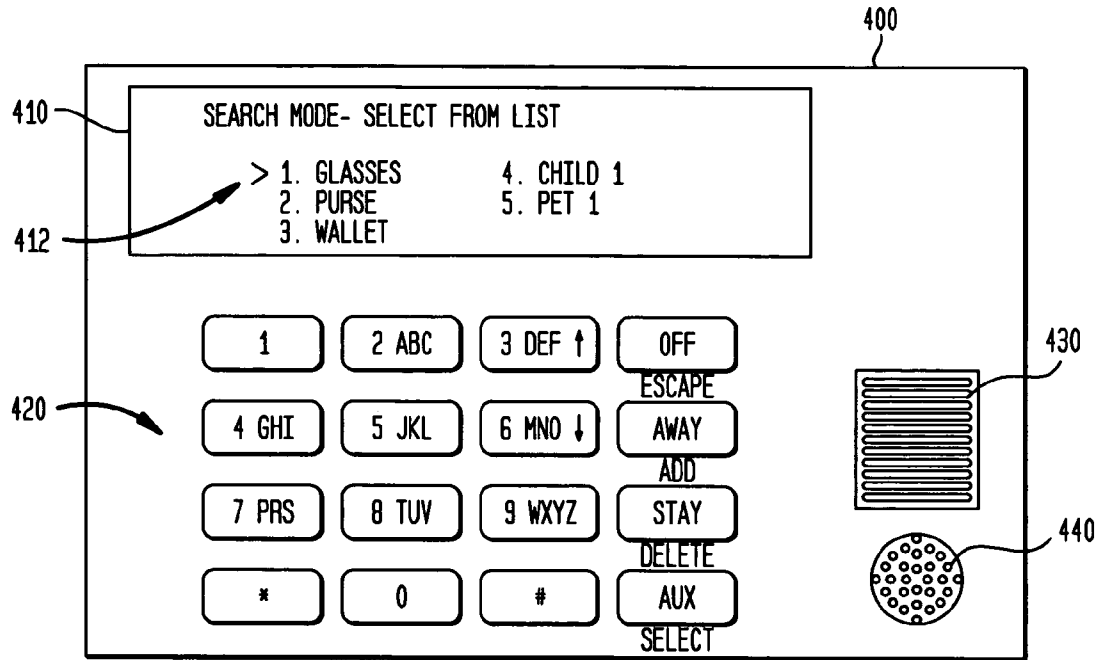 400
410
SEARCH MODE- SELECT FROM LIST
> 1. GLASSES 4. CHILD 1
2. PURSE 5. PET 1
3. WALLET
412
1 2 ABC 3 DEF ↑ OFF
ESCAPE
430
420
4 GHI 5 JKL 6 MNO ↓ AWAY
ADD
7 PRS 8 TUV 9 WXYZ STAY
DELETE
440
* 0 # AUX
SELECT